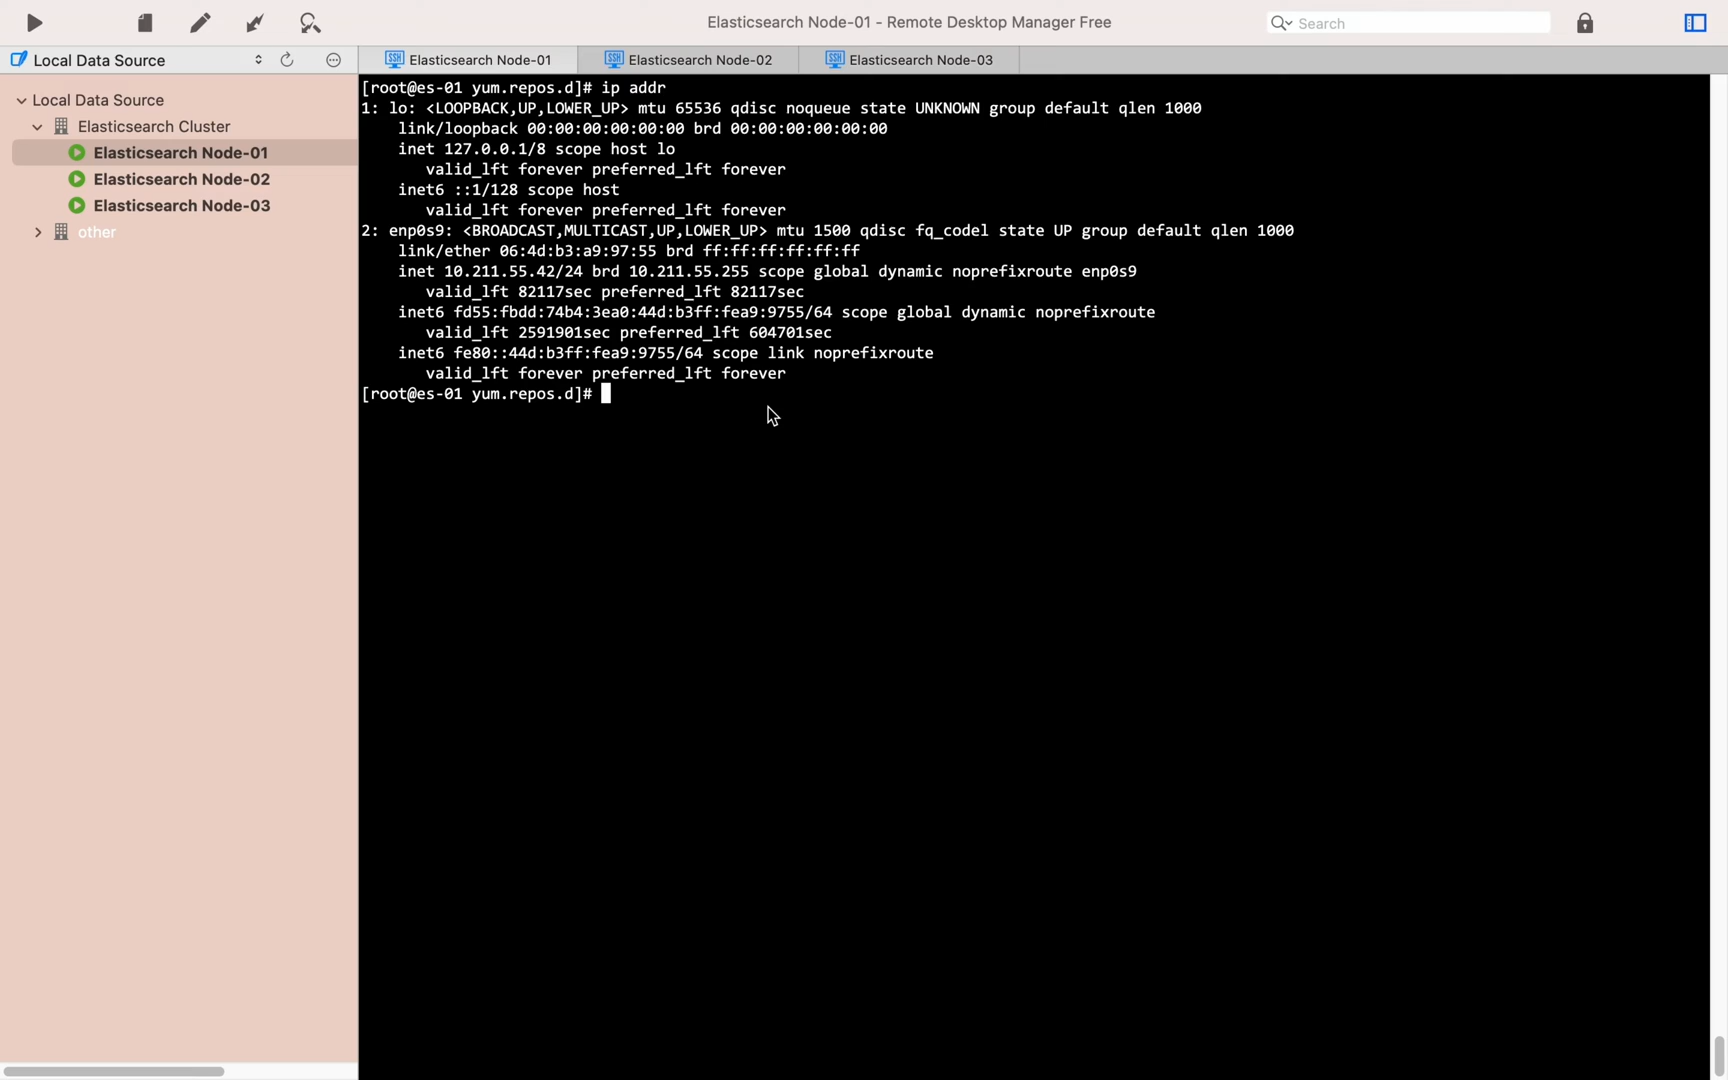 Elasticsearch Node-01 - Remote Desktop Manager Free
Search
Local Data Source
Elasticsearch Node-01
Elasticsearch Node-02
Elasticsearch Node-03
Local Data Source
Elasticsearch Cluster
Elasticsearch Node-01
Elasticsearch Node-02
Elasticsearch Node-03
other
[root@es-01 yum.repos.d]# ip addr
1: lo: <LOOPBACK,UP,LOWER_UP> mtu 65536 qdisc noqueue state UNKNOWN group default qlen 1000
link/loopback 00:00:00:00:00:00 brd 00:00:00:00:00:00
inet 127.0.0.1/8 scope host lo
valid_lft forever preferred_lft forever
inet6 ::1/128 scope host
valid_lft forever preferred_lft forever
2: enp0s9: <BROADCAST,MULTICAST,UP,LOWER_UP> mtu 1500 qdisc fq_codel state UP group default qlen 1000
link/ether 06:4d:b3:a9:97:55 brd ff:ff:ff:ff:ff:ff
inet 10.211.55.42/24 brd 10.211.55.255 scope global dynamic noprefixroute enp0s9
valid_lft 82117sec preferred_lft 82117sec
inet6 fd55:fbdd:74b4:3ea0:44d:b3ff:fea9:9755/64 scope global dynamic noprefixroute
valid_lft 2591901sec preferred_lft 604701sec
inet6 fe80::44d:b3ff:fea9:9755/64 scope link noprefixroute
valid_lft forever preferred_lft forever
[root@es-01 yum.repos.d]#